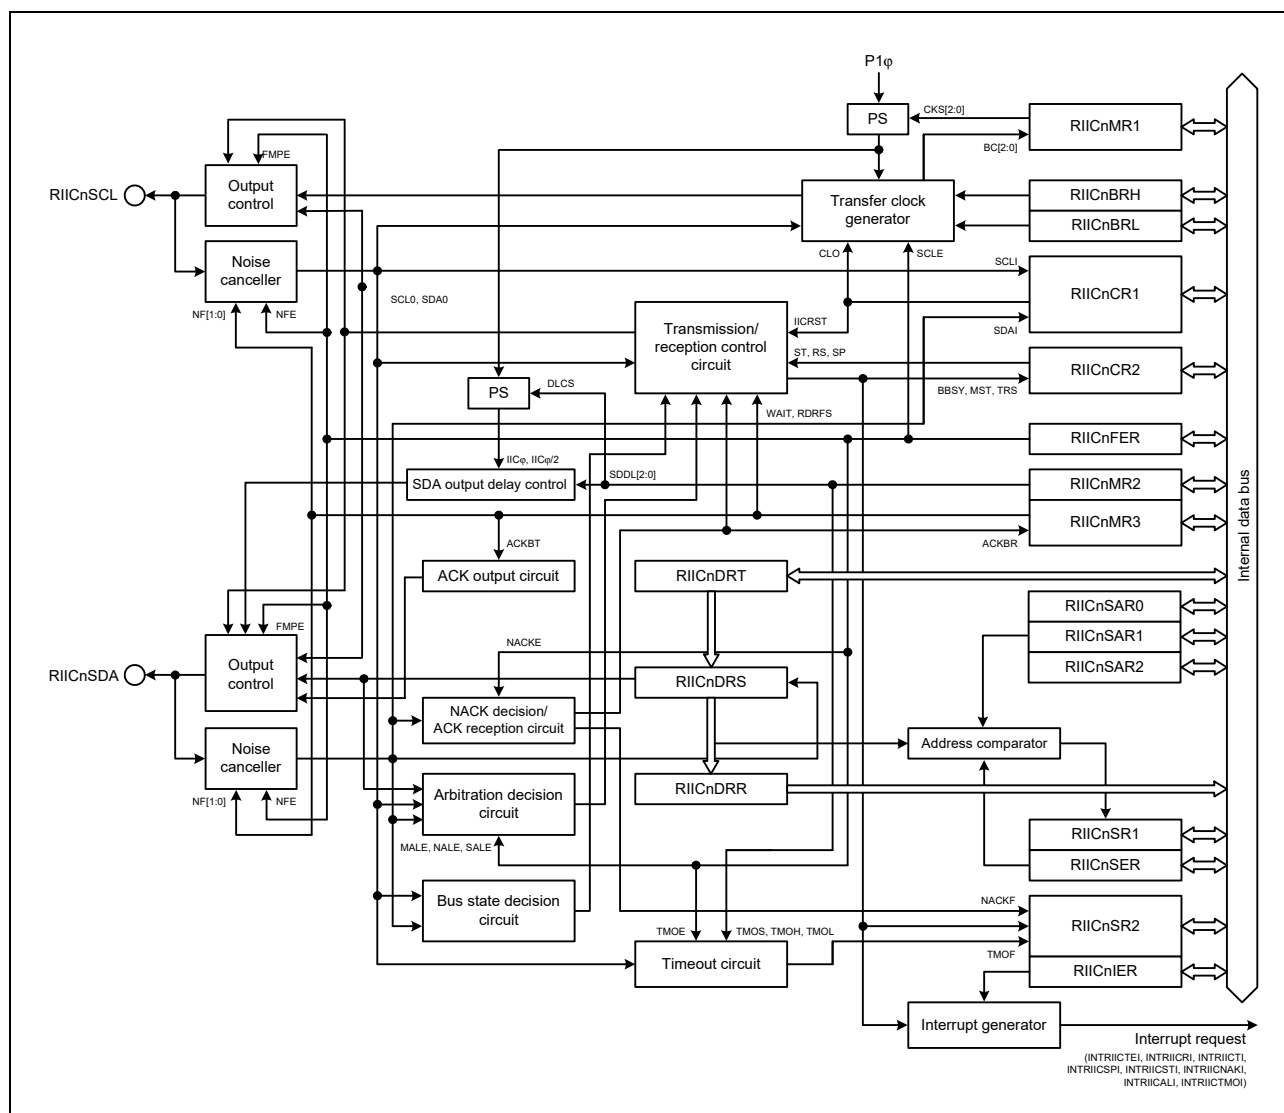 P1φ
PS
CKS[2:0]
RIICnMR1
BC[2:0]
FMPE
RIICnSCL
Output
control
Transfer clock
generator
RIICnBRH
RIICnBRL
Noise
canceller
CLO
SCLE
SCLI
RIICnCR1
SCL0, SDA0
NF[1:0]
NFE
IICRST
SDAI
Transmission/
reception control
circuit
ST, RS, SP
RIICnCR2
BBSY, MST, TRS
PS
DLCS
WAIT, RDRFS
RIICnFER
IICφ, IICφ/2
SDA output delay control
SDDL[2:0]
RIICnMR2
RIICnMR3
ACKBT
ACKBR
ACK output circuit
RIICnDRT
Internal data bus
RIICnSAR0
RIICnSAR1
RIICnSAR2
FMPE
NACKE
RIICnSDA
Output
control
RIICnDRS
NACK decision/
ACK reception circuit
Noise
canceller
Address comparator
NF[1:0]
NFE
Arbitration decision
circuit
RIICnDRR
MALE, NALE, SALE
RIICnSR1
RIICnSER
Bus state decision
circuit
NACKF
RIICnSR2
TMOE
TMOS, TMOH, TMOL
Timeout circuit
TMOF
RIICnIER
Interrupt generator
Interrupt request
(INTRIICTEI, INTRIICRI, INTRIICTI,
INTRIICSPI, INTRIICSTI, INTRIICNAKI,
INTRIICALI, INTRIICTMOI)